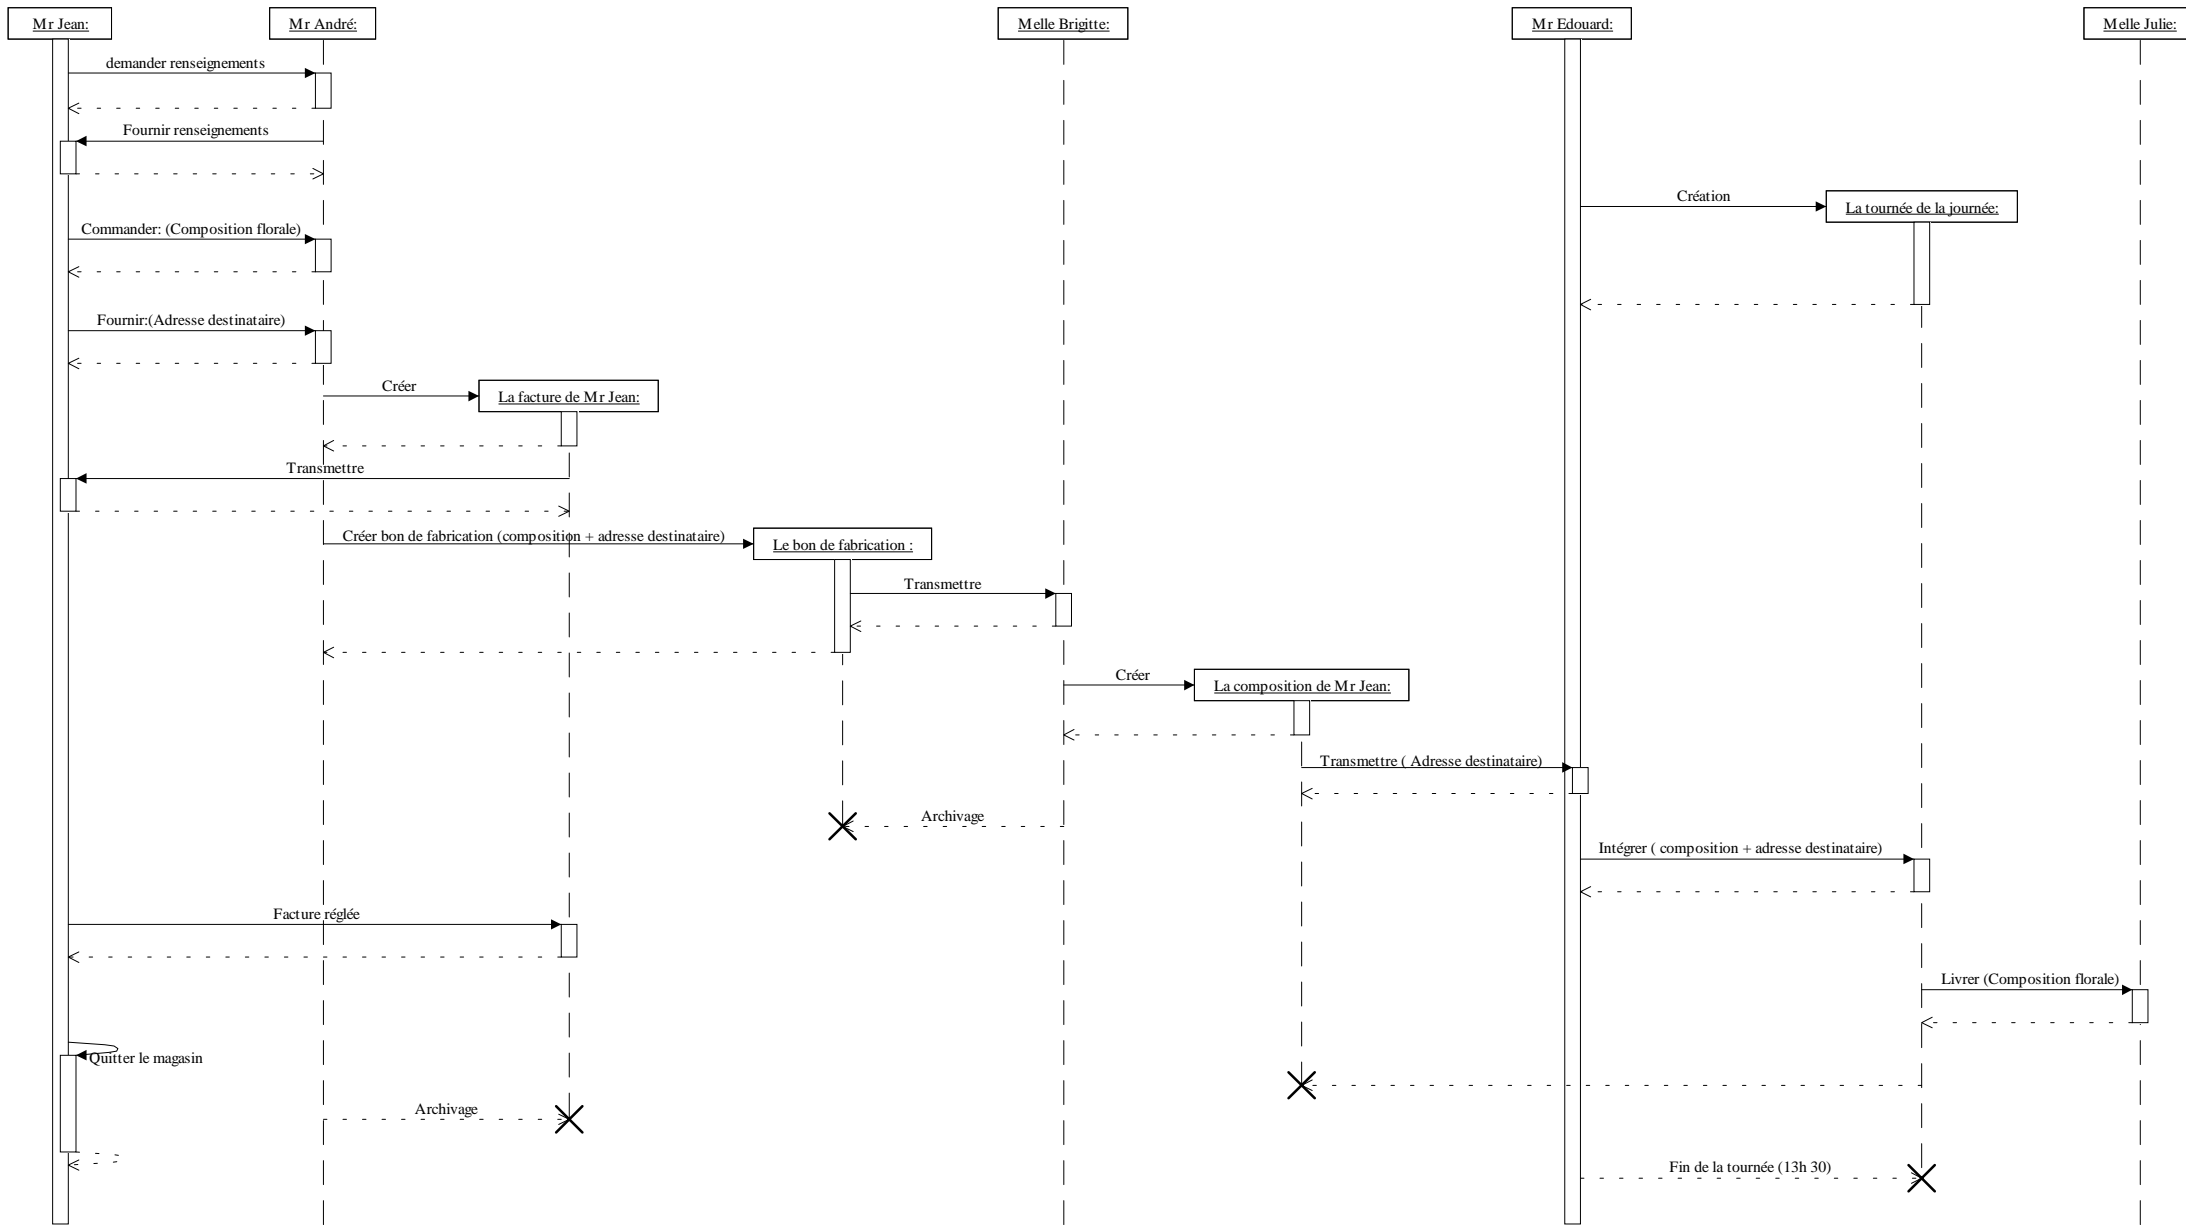 Mr Jean:
Mr André:
Melle Brigitte:
Mr Edouard:
Melle Julie:
demander renseignements
Fournir renseignements
Création
La tournée de la journée:
Commander: (Composition florale)
Fournir:(Adresse destinataire)
Créer
La facture de Mr Jean:
Transmettre
Créer bon de fabrication (composition + adresse destinataire)
Le bon de fabrication :
Transmettre
Créer
La composition de Mr Jean:
Transmettre ( Adresse destinataire)
Archivage
Intégrer ( composition + adresse destinataire)
Facture réglée
Livrer (Composition florale)
Quitter le magasin
Archivage
Fin de la tournée (13h 30)